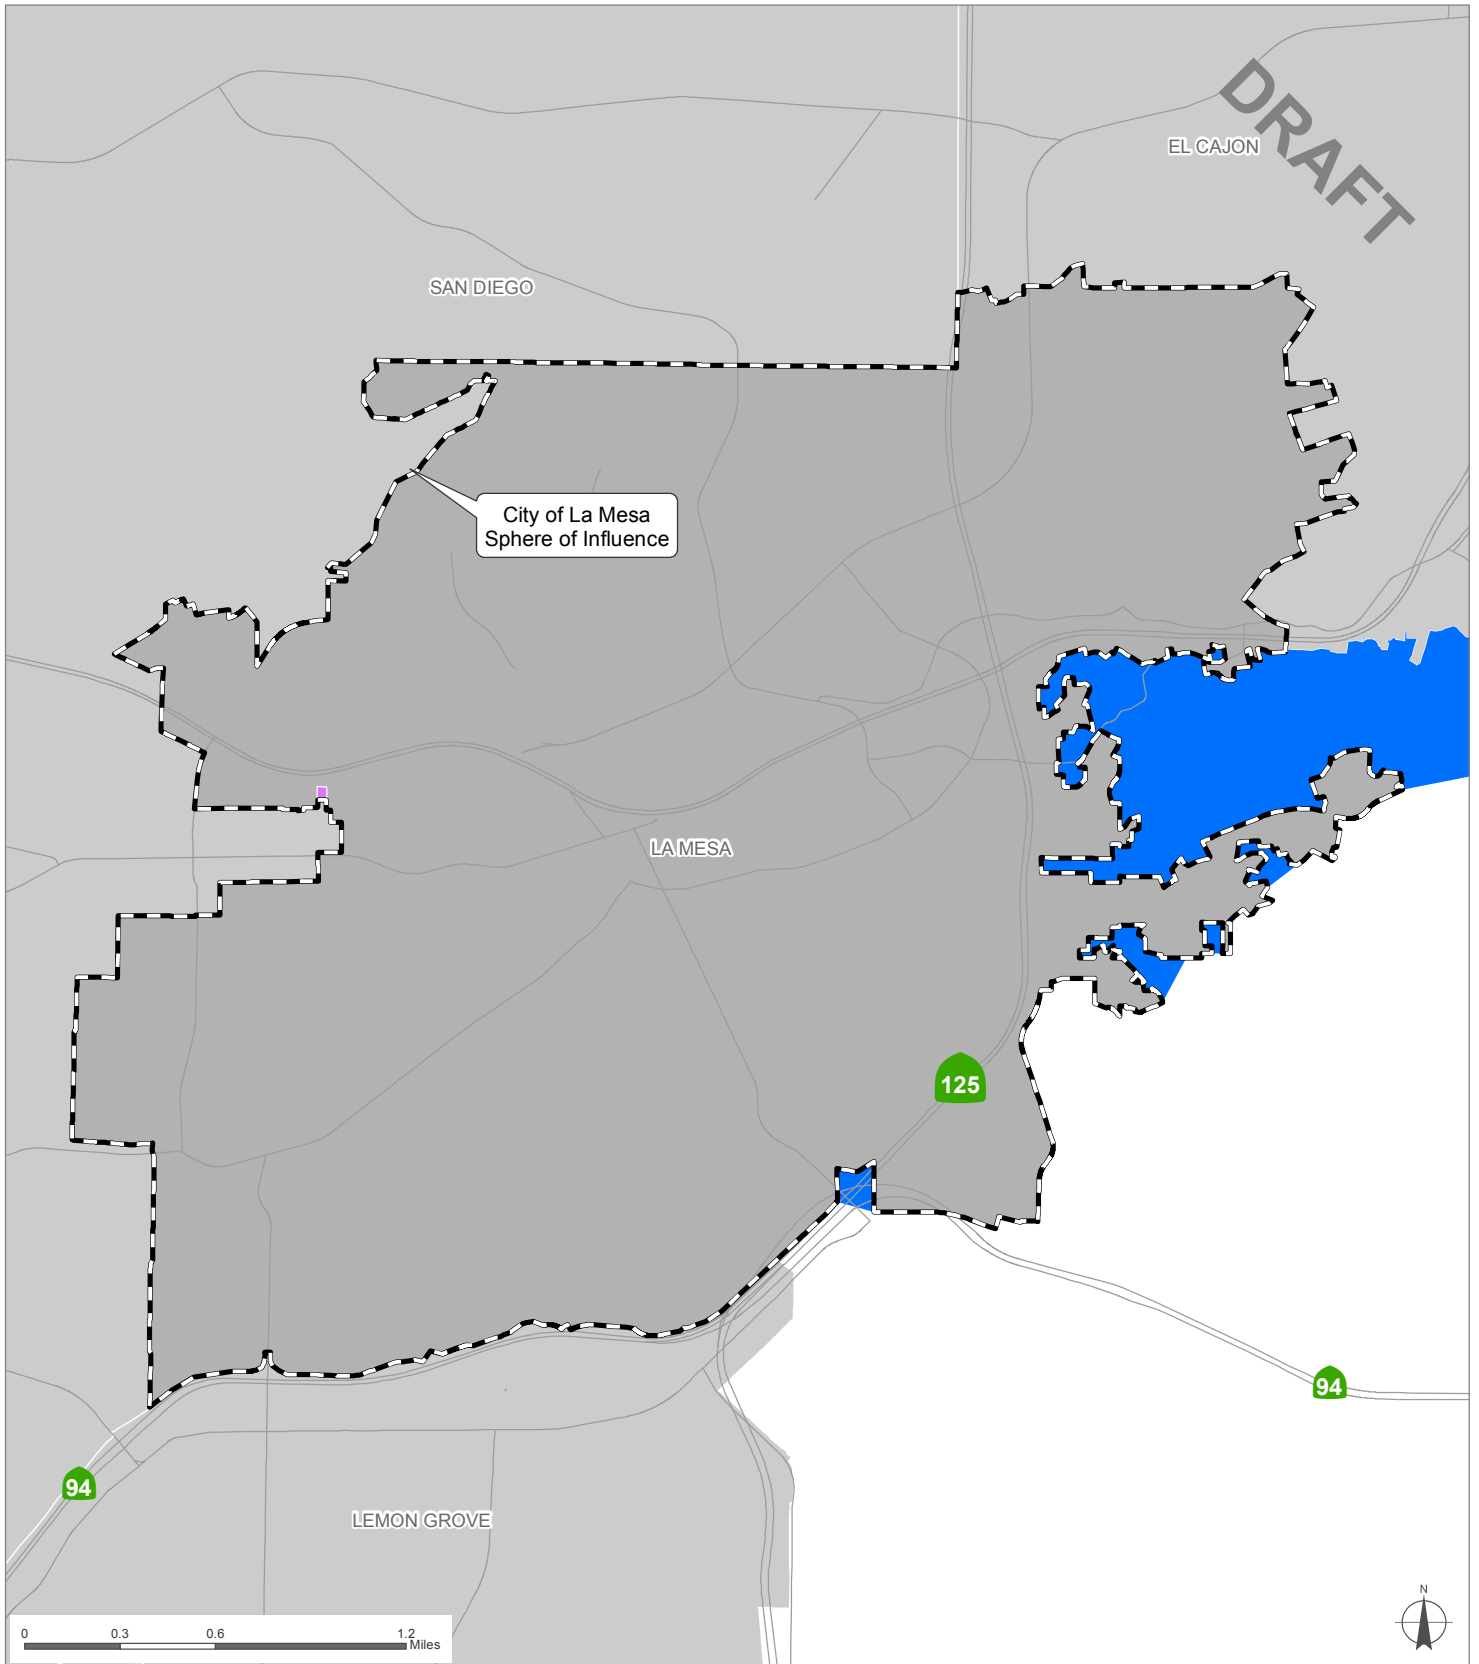 DRAFT
EL CAJON
SAN DIEGO
City of La Mesa
Sphere of Influence
LA MESA
125
94
94
LEMON GROVE
N
0 0.3 0.6 1.2
Miles